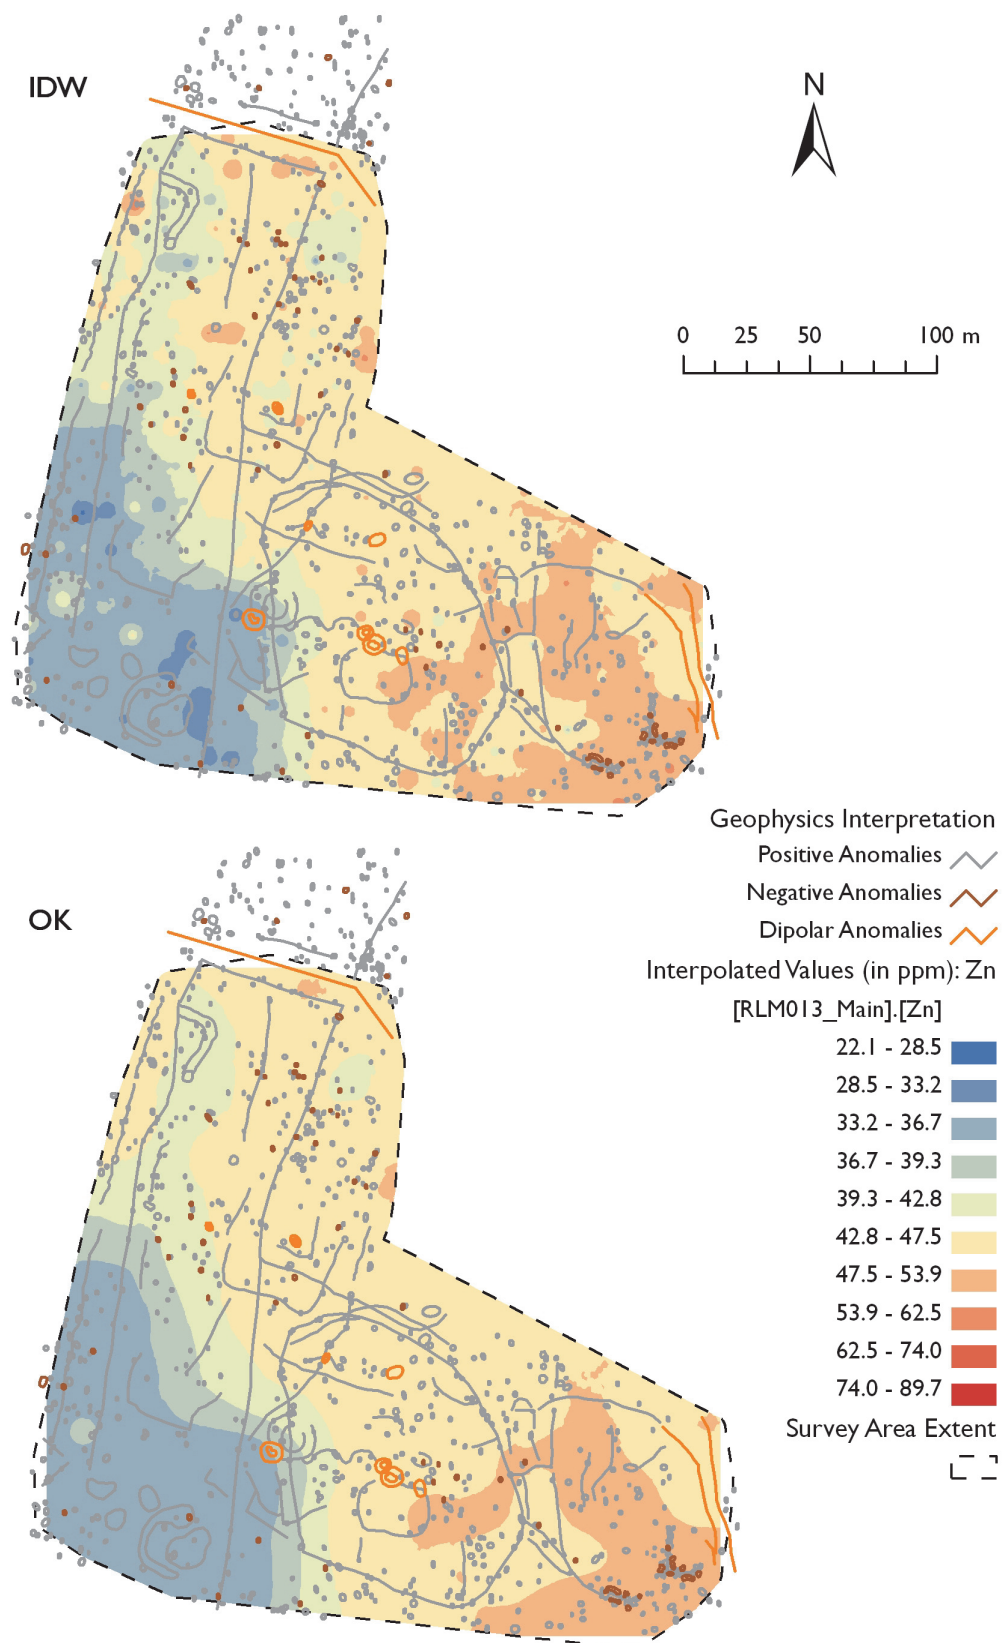 IDW
N
0 25 50 100 m
Geophysics Interpretation
Positive Anomalies
Negative Anomalies
Dipolar Anomalies
Interpolated Values (in ppm): Zn
[RLM013_Main].[Zn]
22.1 - 28.5
28.5 - 33.2
33.2 - 36.7
36.7 - 39.3
39.3 - 42.8
42.8 - 47.5
47.5 - 53.9
53.9 - 62.5
62.5 - 74.0
74.0 - 89.7
Survey Area Extent
OK